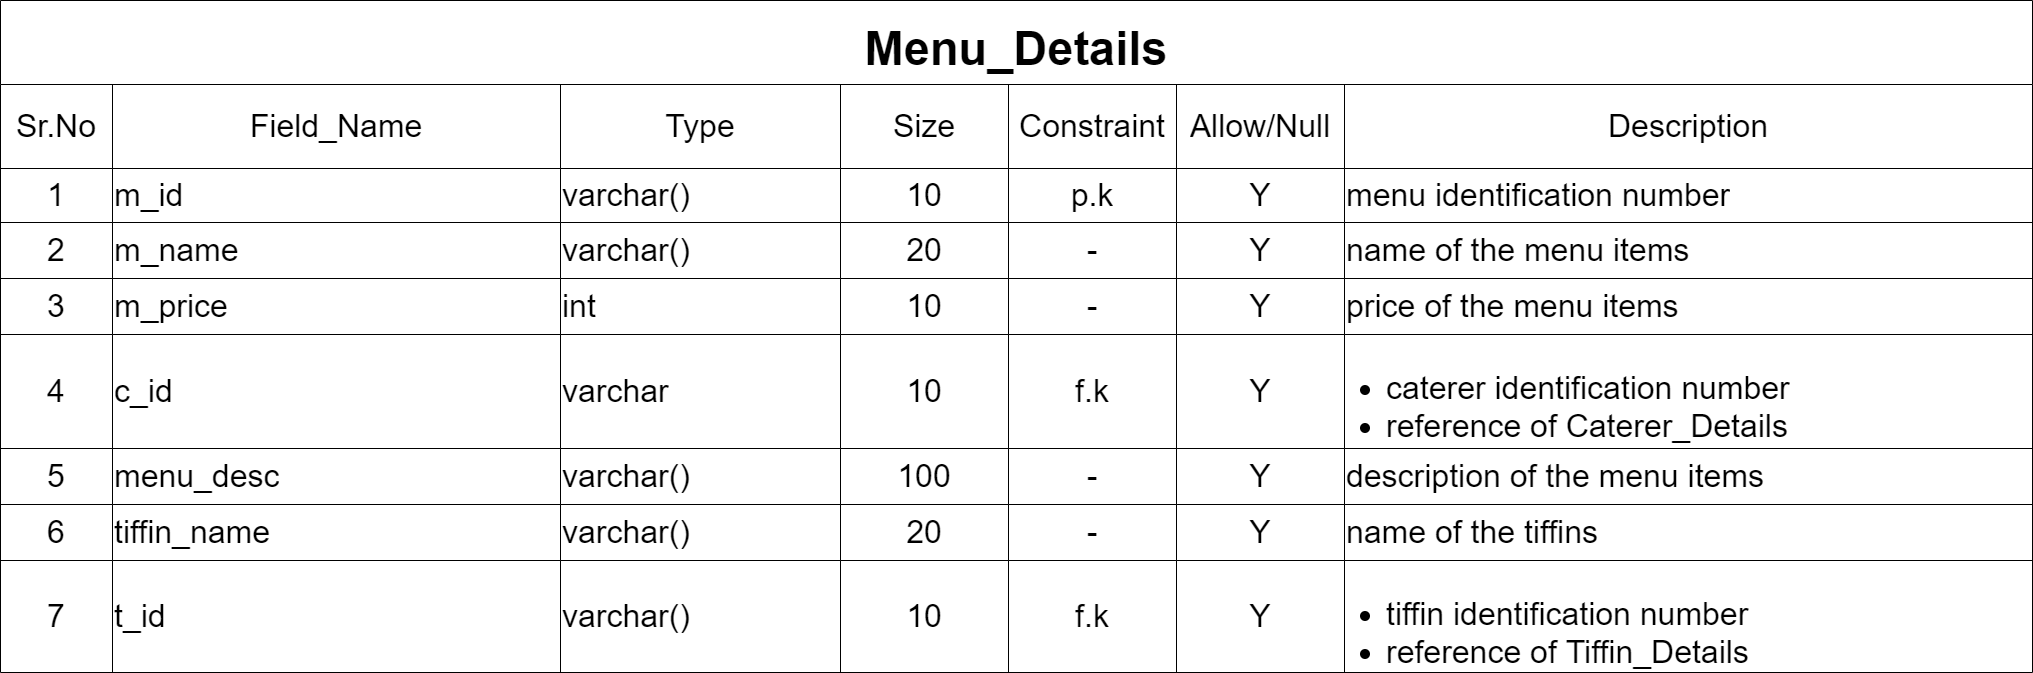 Menu_Details
Sr.No Field_Name Type Size Constraint Allow/Null Description
1 m_id varchar() 10 p.k Y menu identification number
2 m_name varchar() 20 - Y name of the menu items
3 m_price int 10 - Y price of the menu items
4 c_id varchar 10 f.k Y • caterer identification number
• reference of Caterer_Details
5 menu_desc varchar() 100 - Y description of the menu items
6 tiffin_name varchar() 20 - Y name of the tiffins
7 t_id varchar() 10 f.k Y • tiffin identification number
• reference of Tiffin_Details